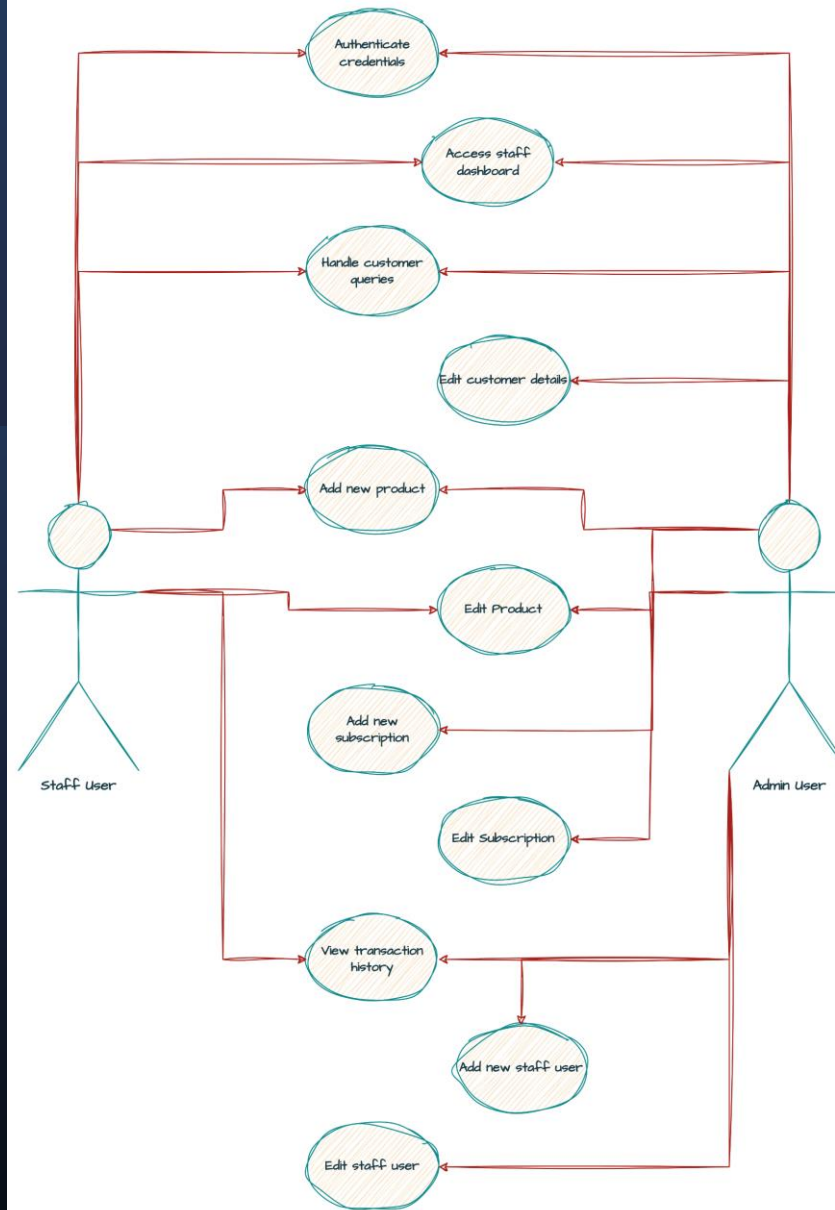 Authenticate
credentials
Access staff
dashboard
Handle customer
queries
Edit customer details
Add new product
Edit Product
Add new
subscription
Staff User
Admin User
Edit Subscription
View transaction
history
Add new staff user
Edit staff user